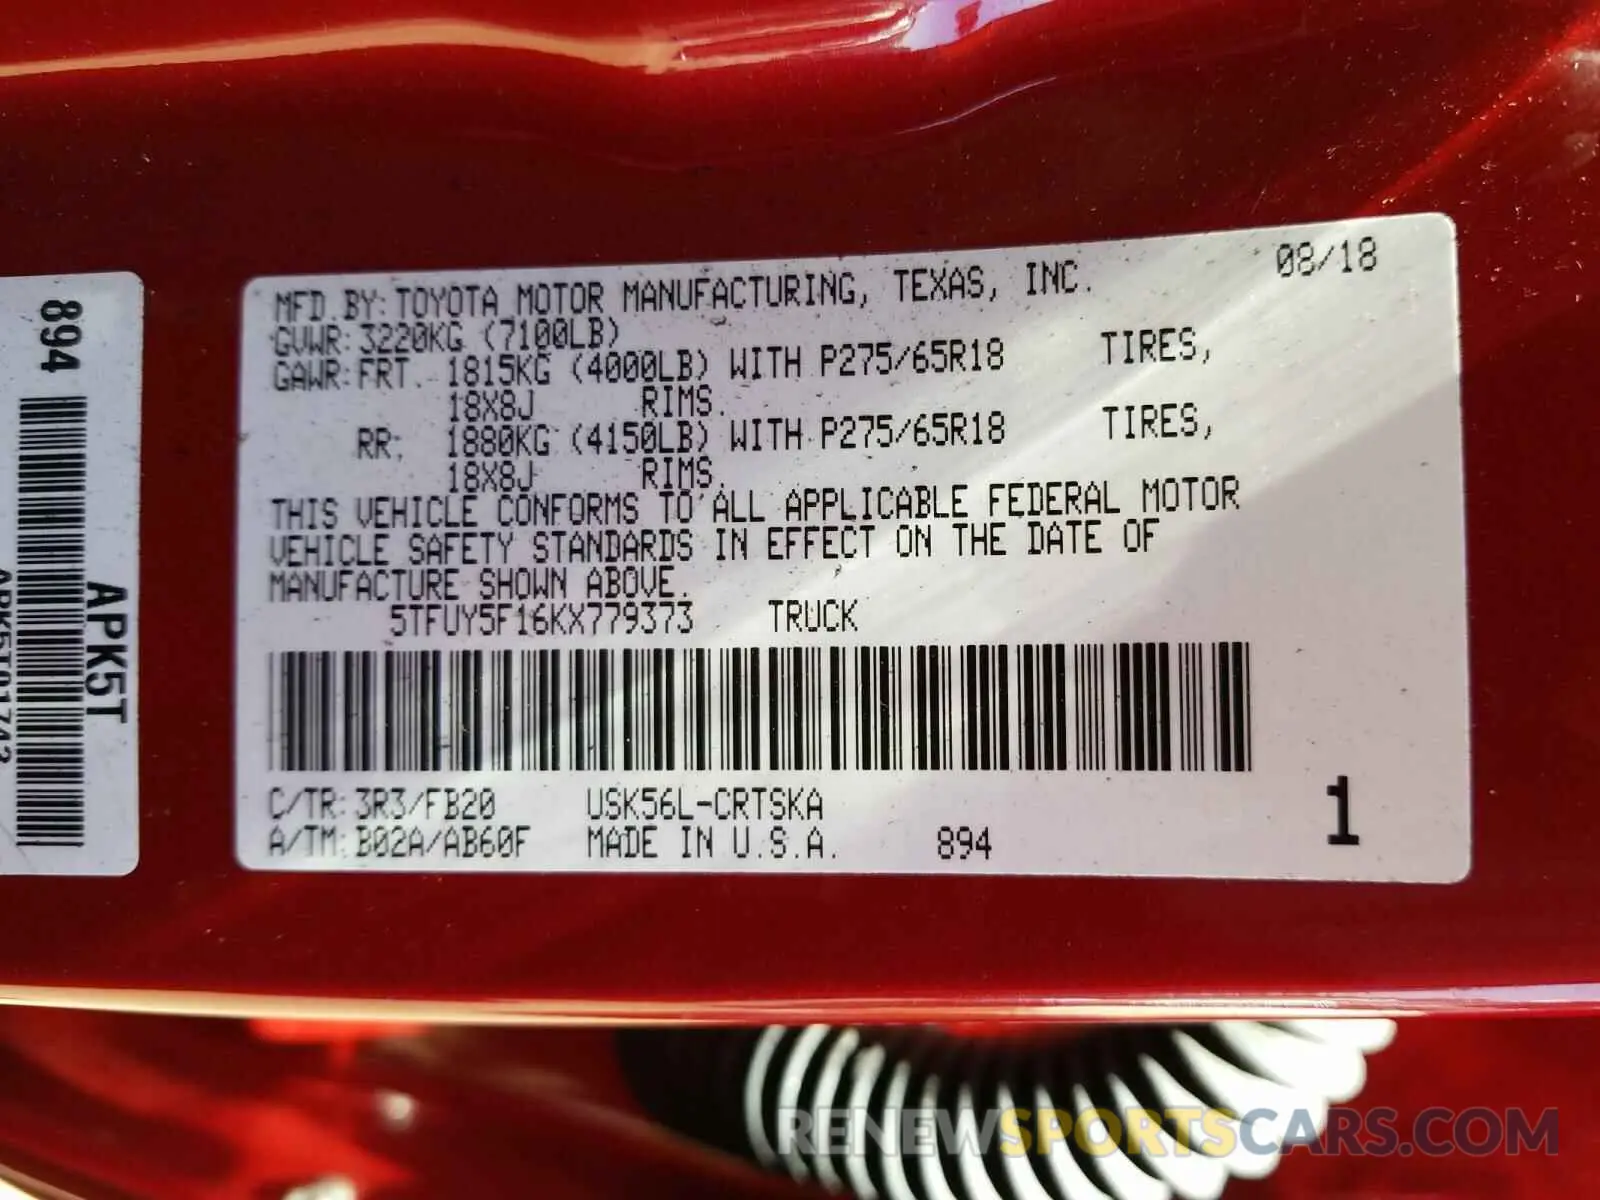 894
APK5T
MFD.BY: TOYOTA MOTOR MANUFACTURING, TEXAS, INC. 08/18
GVWR: 3220KG (7100LB)
GAWR: FRT. 1815KG (4000LB) WITH P275/65R18 TIRES,
18X8J RIMS.
RR: 1880KG (4150LB) WITH P275/65R18 TIRES,
18X8J RIMS.
THIS VEHICLE CONFORMS TO ALL APPLICABLE FEDERAL MOTOR
VEHICLE SAFETY STANDARDS IN EFFECT ON THE DATE OF
MANUFACTURE SHOWN ABOVE.
5TFUY5F16KX779373 TRUCK
C/TR: 3R3/FB20 USK56L-CRTSKA
A/TM: B02A/AB60F MADE IN U.S.A. 894
1
RENEWSPORTSCARS.COM